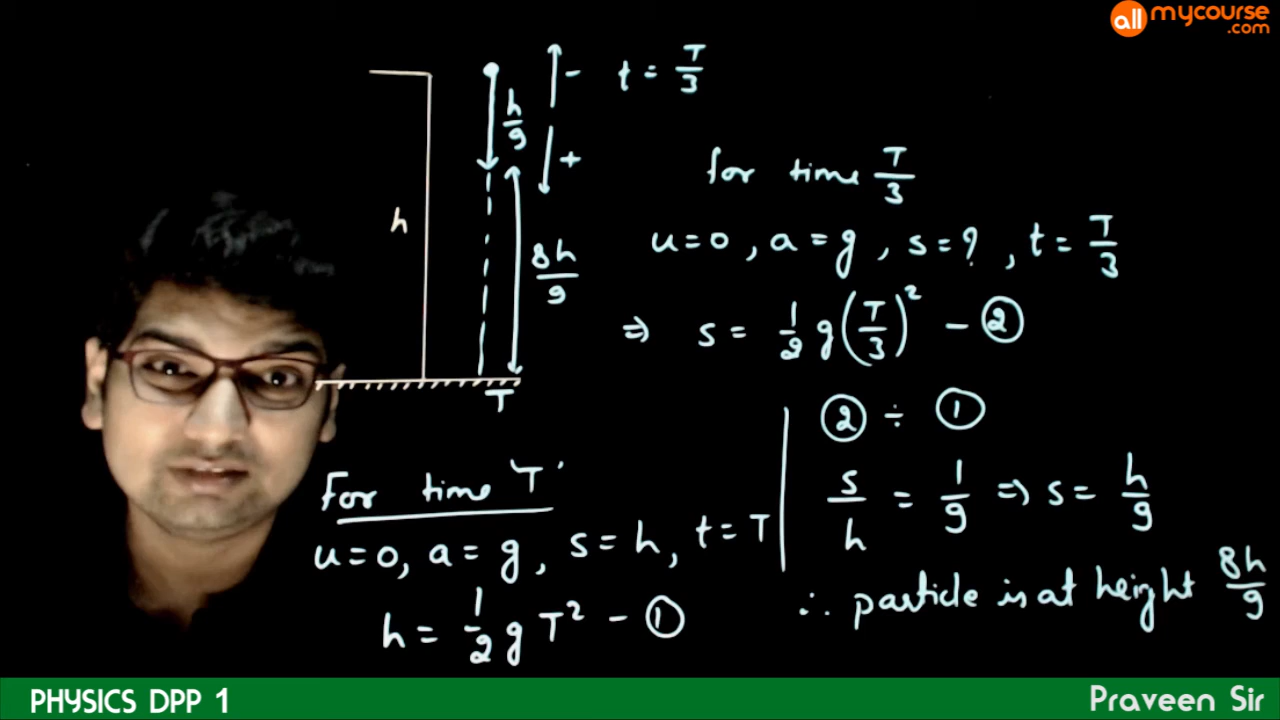 all mycourse
.com
- t = T/3
h/9
+
h
8h/9
T
for time T/3
u=0, a=g, s=?, t=T/3
⇒ s = 1/2 g(T/3)² - ②
For time 'T'
u=0, a=g, s=h, t=T
h = 1/2 g T² - ①
② ÷ ①
s/h = 1/9 ⇒ s = h/9
∴ particle is at height 8h/9
PHYSICS DPP 1
Praveen Sir